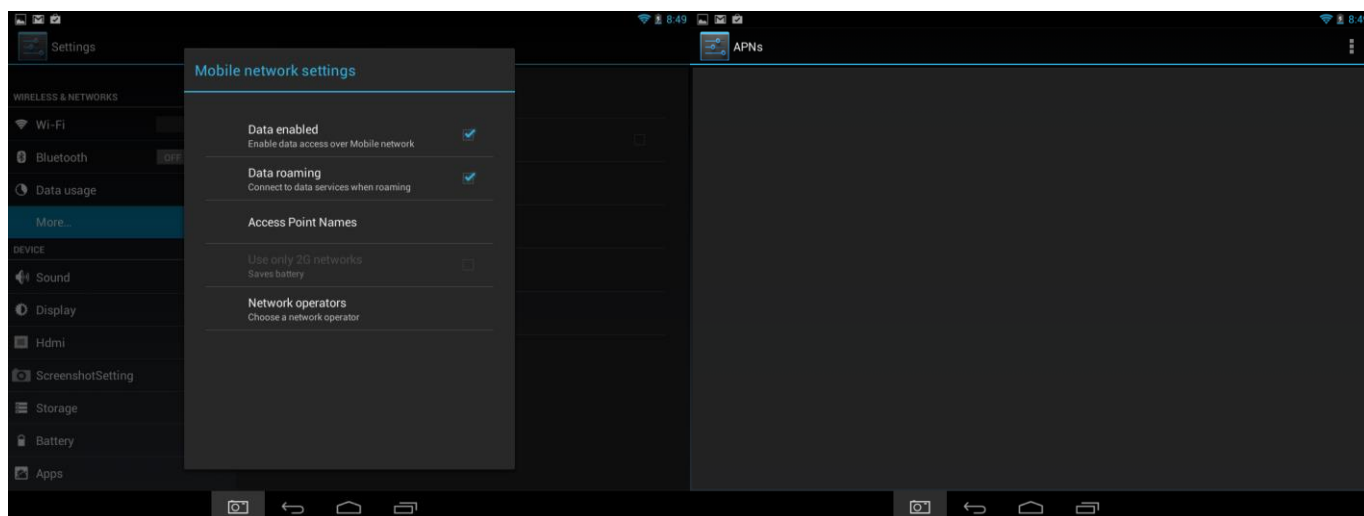 8:49
Settings
Mobile network settings
WIRELESS & NETWORKS
Wi-Fi
Bluetooth
OFF
Data usage
More...
DEVICE
Sound
Display
Hdmi
ScreenshotSetting
Storage
Battery
Apps
Data enabled
Enable data access over Mobile network
Data roaming
Connect to data services when roaming
Access Point Names
Use only 2G networks
Saves battery
Network operators
Choose a network operator
APNs